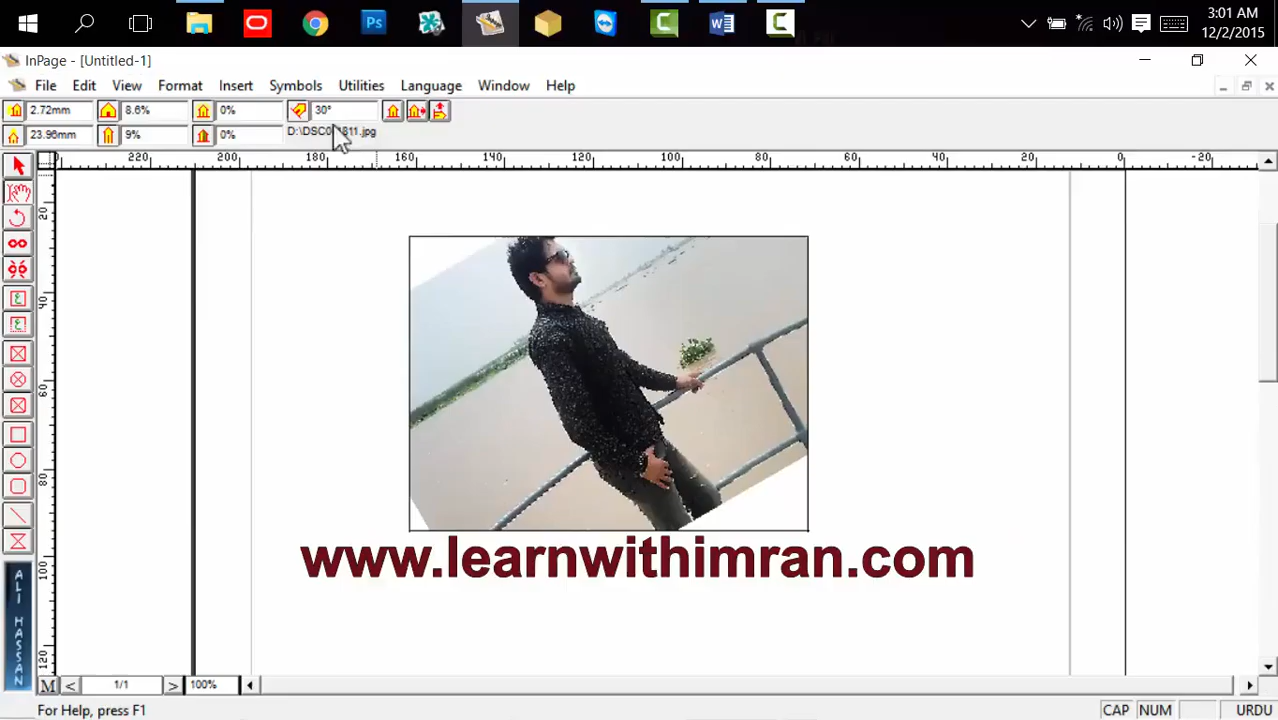 3:01 AM
12/2/2015
InPage - [Untitled-1]
File Edit View Format Insert Symbols Utilities Language Window Help
2.72mm 8.6% 0% 30°
23.96mm 9% 0%
200 200 180 160 140 120 100 80 60 40 20 0 -20
20
40
60
80
100
120
www.learnwithimran.com
ALI HASSAN
M < 1/1 > 100%
For Help, press F1 CAP NUM URDU